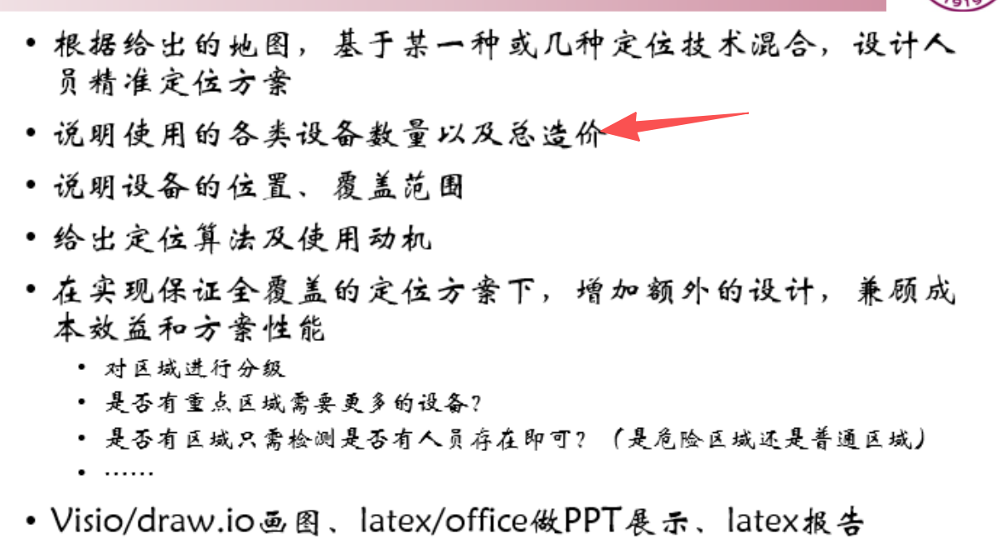 1919
• 根据给出的地图，基于某一种或几种定位技术混合，设计人
员精准定位方案
• 说明使用的各类设备数量以及总造价
• 说明设备的位置、覆盖范围
• 给出定位算法及使用动机
• 在实现保证全覆盖的定位方案下，增加额外的设计，兼顾成
本效益和方案性能
• 对区域进行分级
• 是否有重点区域需要更多的设备？
• 是否有区域只需检测是否有人员存在即可？（是危险区域还是普通区域）
• ……
• Visio/draw.io画图、latex/office做PPT展示、latex报告